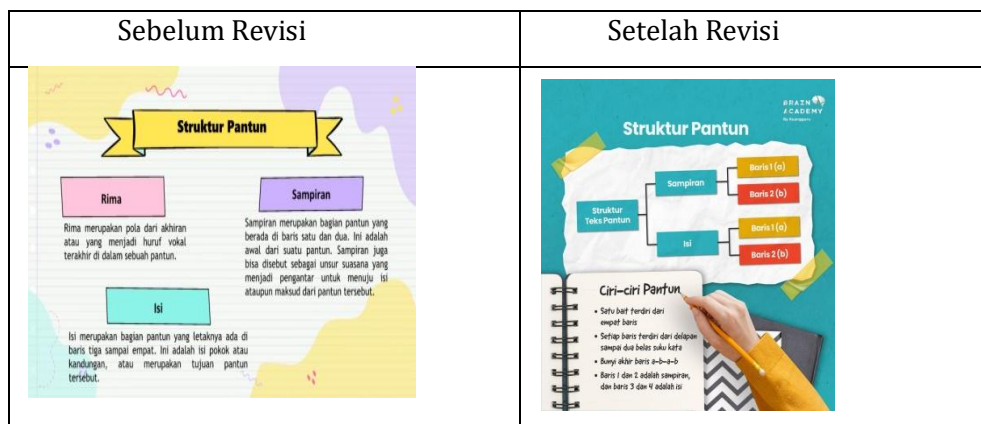 Sebelum Revisi
Setelah Revisi
Struktur Pantun
Rima
Rima merupakan pola dari akhiran
atau yang menjadi huruf vokal
terakhir di dalam sebuah pantun.
Sampiran
Sampiran merupakan bagian pantun yang
berada di baris satu dan dua. Ini adalah
awal dari suatu pantun. Sampiran juga
bisa disebut sebagai unsur suasana yang
menjadi pengantar untuk menuju isi
ataupun maksud dari pantun tersebut.
Isi
Isi merupakan bagian pantun yang letaknya ada di
baris tiga sampai empat. Ini adalah isi pokok atau
kandungan, atau merupakan tujuan pantun
tersebut.
BRAIN
ACADEMY
Struktur Pantun
Struktur
Teks Pantun
Sampiran
Baris 1 (a)
Baris 2 (b)
Isi
Baris 1 (a)
Baris 2 (b)
Ciri-ciri Pantun
• Satu bait terdiri dari
empat baris
• Setiap baris terdiri dari delapan
sampai dua belas suku kata
• Bunyi akhir baris a-b-a-b
• Baris 1 dan 2 adalah sampiran,
dan baris 3 dan 4 adalah isi